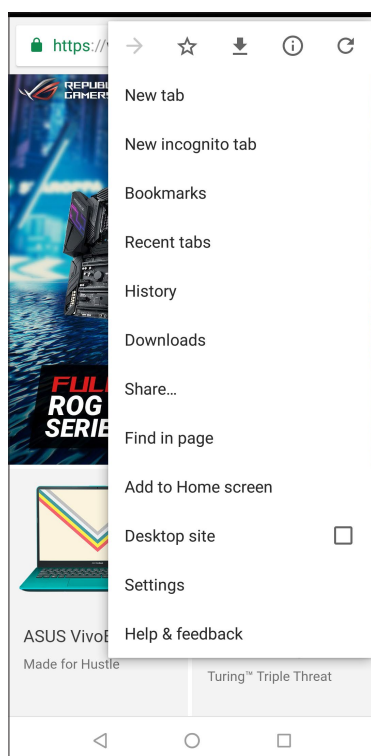 https://
REPUBL
GAMERS
New tab
New incognito tab
Bookmarks
Recent tabs
History
Downloads
Share…
Find in page
Add to Home screen
Desktop site
Settings
Help & feedback
FULL
ROG
SERIE
ASUS VivoB
Made for Hustle
Turing™ Triple Threat